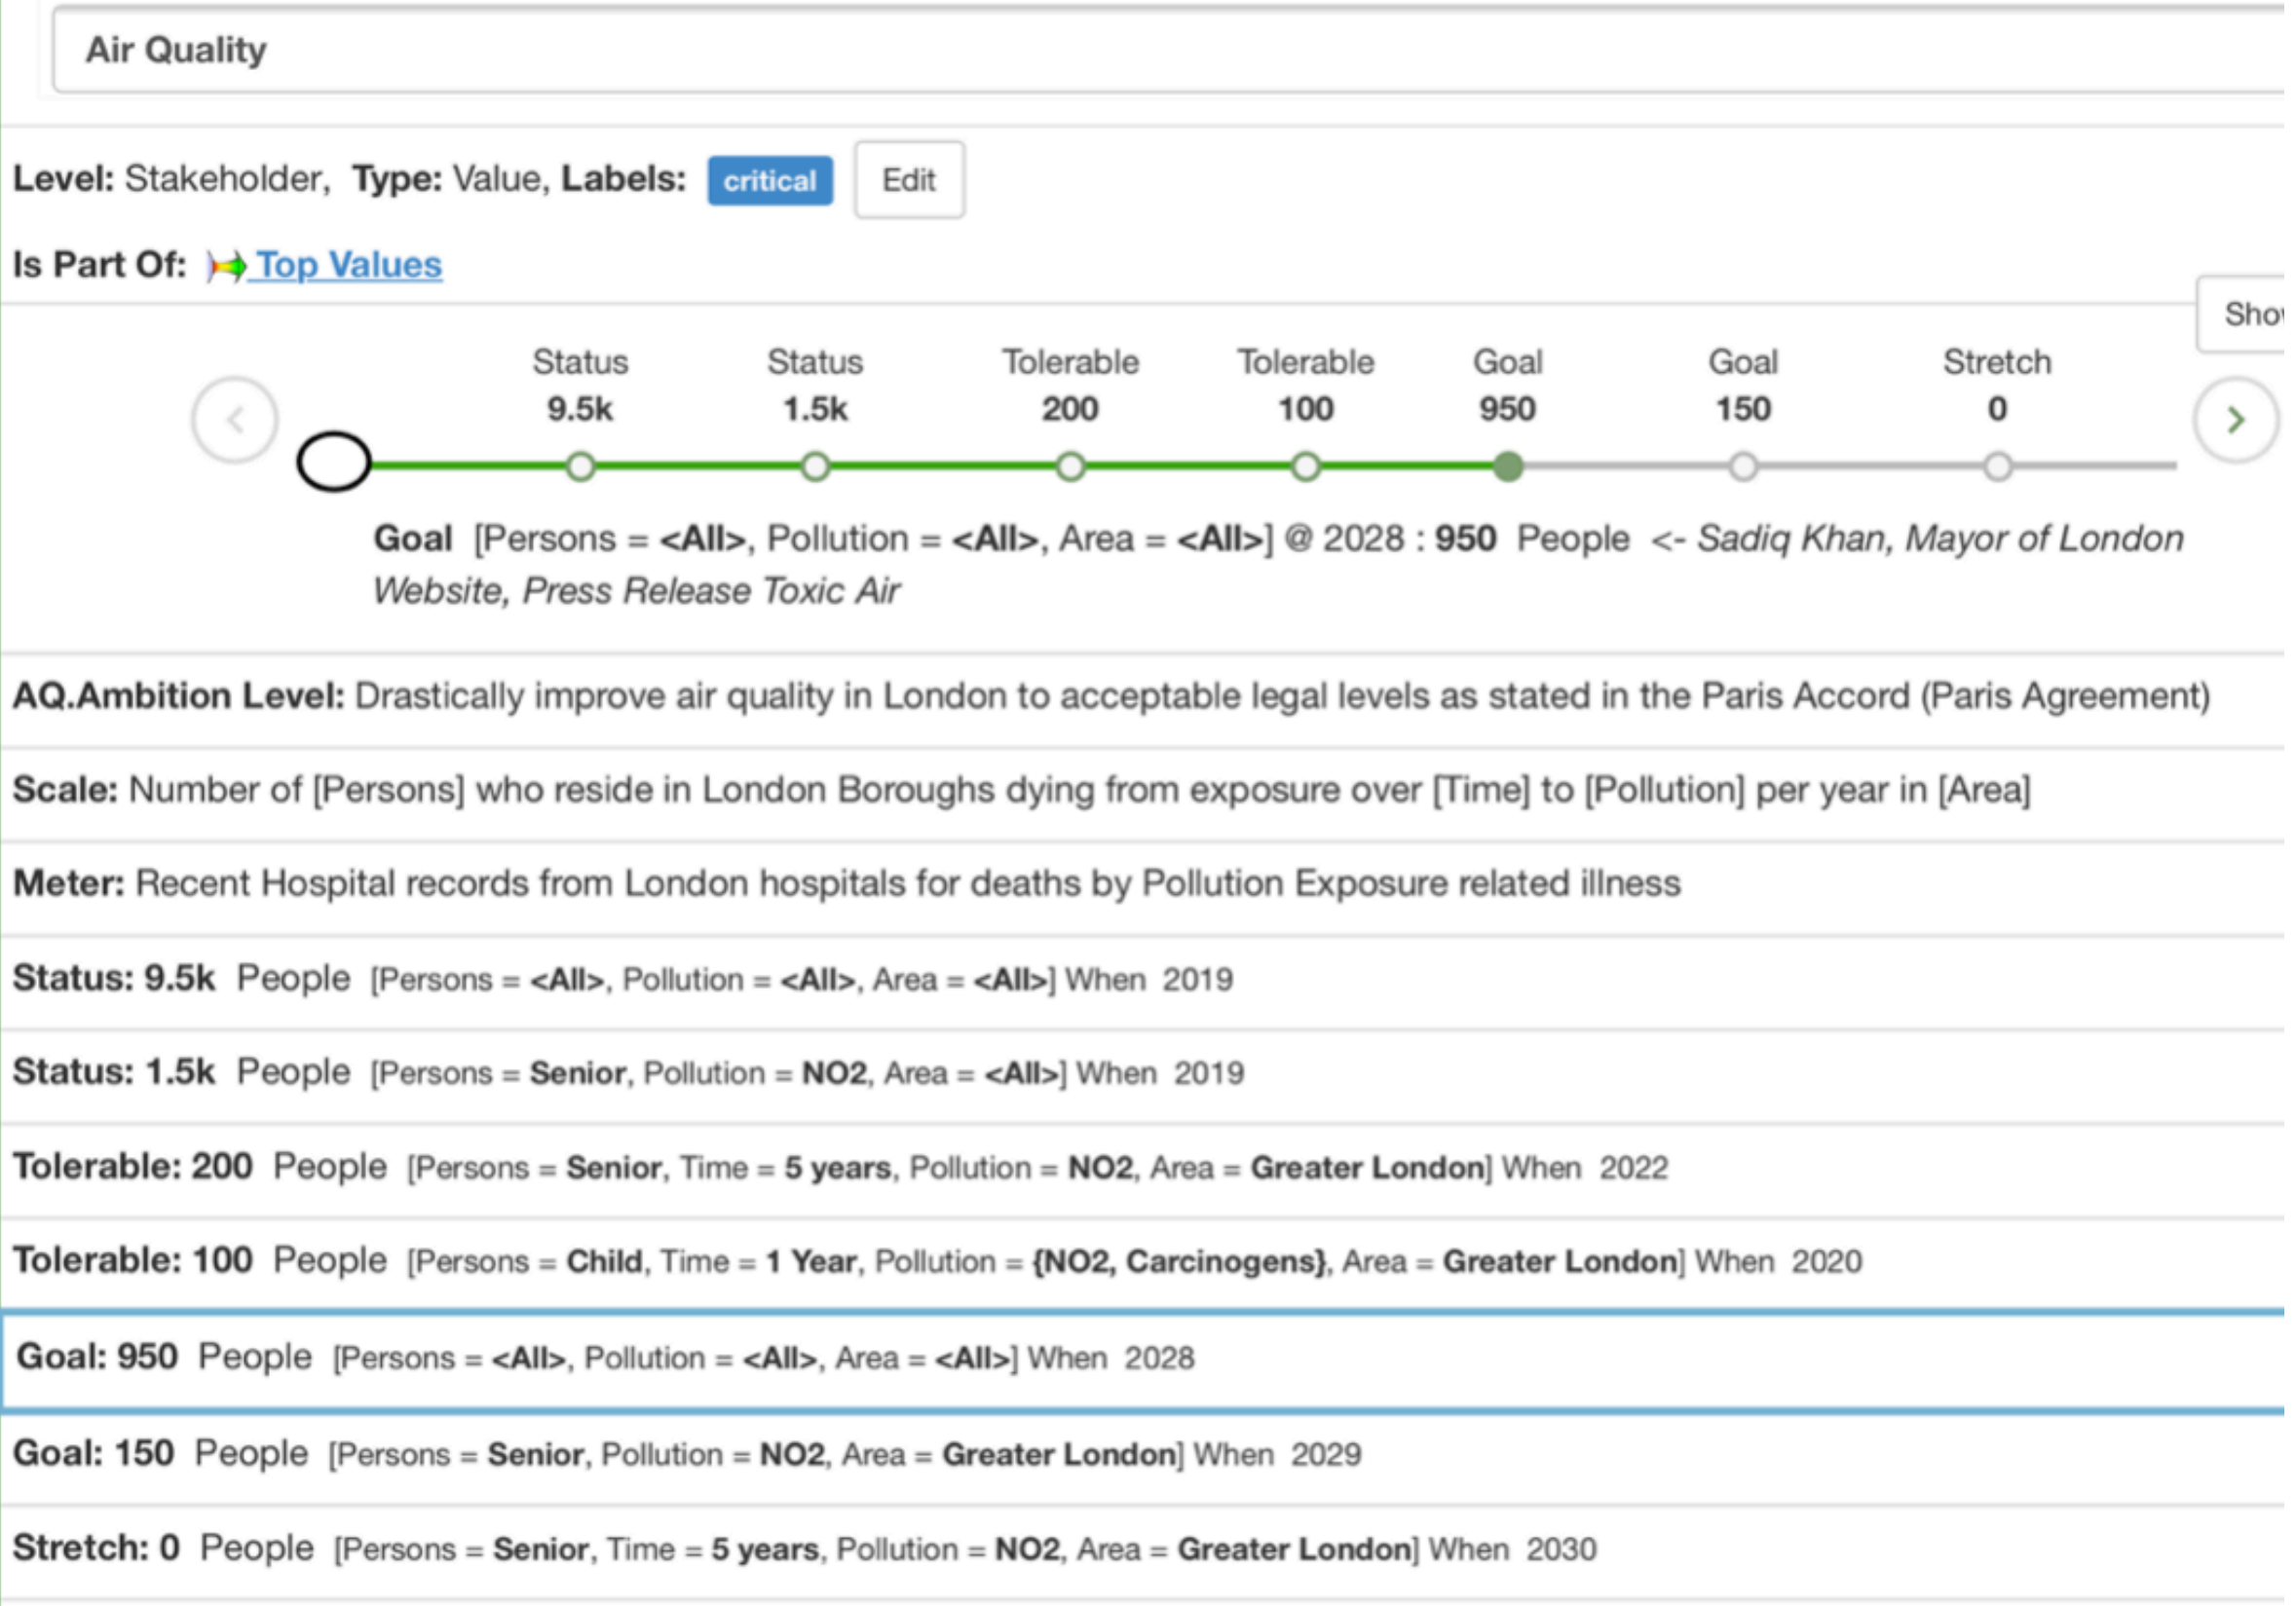 Air Quality
Level: Stakeholder, Type: Value, Labels: critical Edit
Is Part Of: Top Values
Show
Status Status Tolerable Tolerable Goal Goal Stretch
9.5k 1.5k 200 100 950 150 0
Goal [Persons = <All>, Pollution = <All>, Area = <All>] @ 2028 : 950 People <- Sadiq Khan, Mayor of London
Website, Press Release Toxic Air
AQ.Ambition Level: Drastically improve air quality in London to acceptable legal levels as stated in the Paris Accord (Paris Agreement)
Scale: Number of [Persons] who reside in London Boroughs dying from exposure over [Time] to [Pollution] per year in [Area]
Meter: Recent Hospital records from London hospitals for deaths by Pollution Exposure related illness
Status: 9.5k People [Persons = <All>, Pollution = <All>, Area = <All>] When 2019
Status: 1.5k People [Persons = Senior, Pollution = NO2, Area = <All>] When 2019
Tolerable: 200 People [Persons = Senior, Time = 5 years, Pollution = NO2, Area = Greater London] When 2022
Tolerable: 100 People [Persons = Child, Time = 1 Year, Pollution = {NO2, Carcinogens}, Area = Greater London] When 2020
Goal: 950 People [Persons = <All>, Pollution = <All>, Area = <All>] When 2028
Goal: 150 People [Persons = Senior, Pollution = NO2, Area = Greater London] When 2029
Stretch: 0 People [Persons = Senior, Time = 5 years, Pollution = NO2, Area = Greater London] When 2030